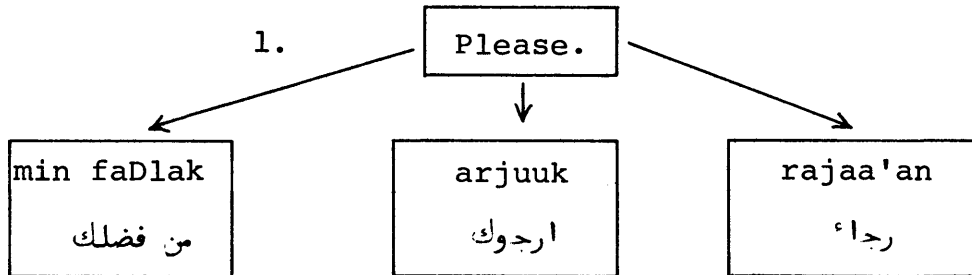 1.
Please.
min faDlak
من فضلك
arjuuk
ارجوك
rajaa'an
رجاء